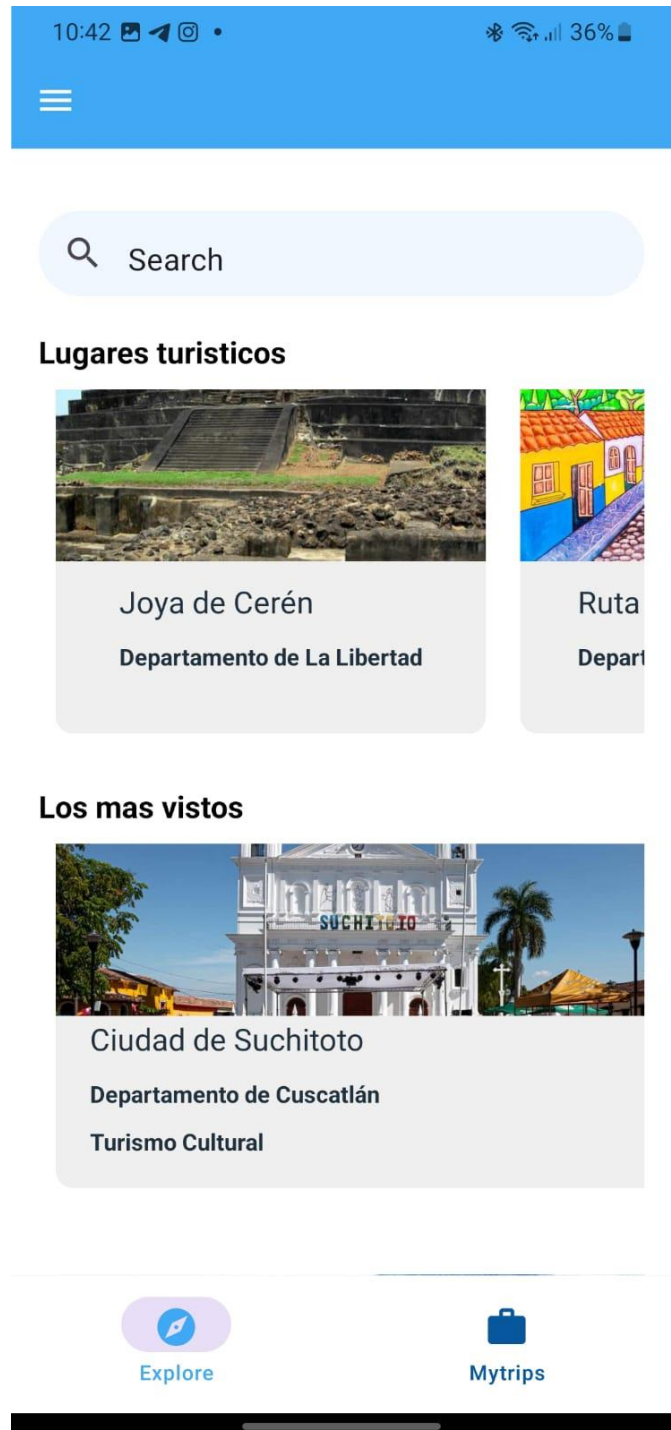 10:42
36%
Search
Lugares turisticos
Joya de Cerén
Departamento de La Libertad
Ruta
Depart
Los mas vistos
SUCHITOTO
Ciudad de Suchitoto
Departamento de Cuscatlán
Turismo Cultural
Explore
Mytrips